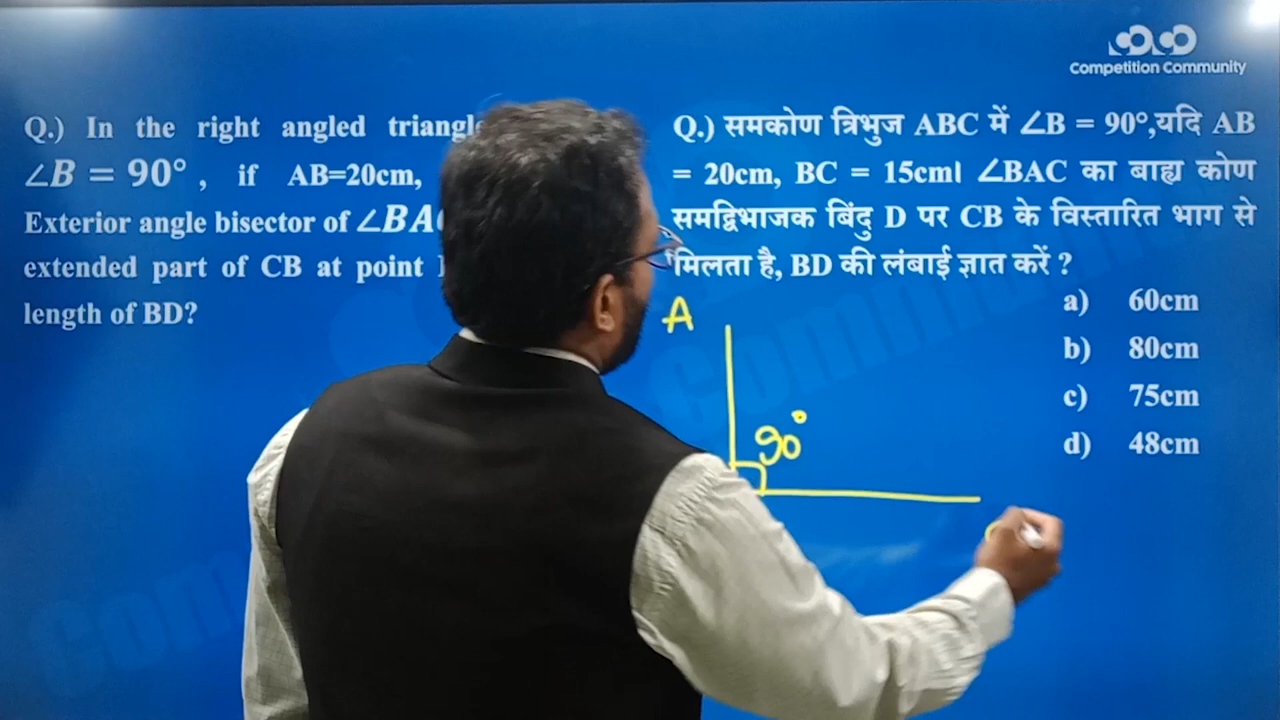 Competition Community
Q.) In the right angled
∠B = 90° , if AB=20cm,
Exterior angle bisector of
extended part of CB at point
length of BD?
Q.) समकोण त्रिभुज ABC में ∠B = 90°,यदि AB
= 20cm, BC = 15cm। ∠BAC का बाह्य कोण
समद्विभाजक बिंदु D पर CB के विस्तारित भाग से
मिलता है, BD की लंबाई ज्ञात करें ?
a) 60cm
b) 80cm
c) 75cm
d) 48cm
A
90°